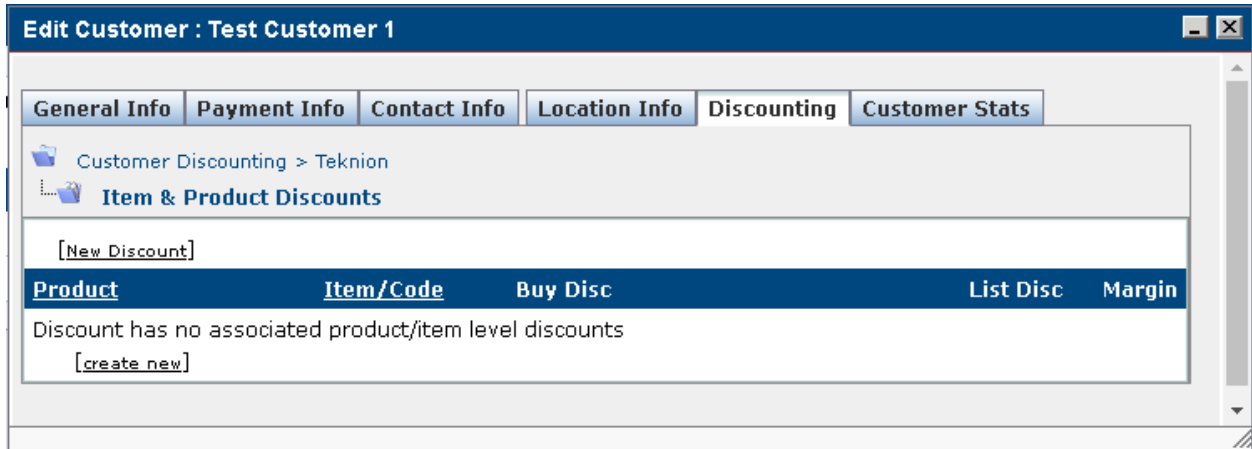 Edit Customer : Test Customer 1
General Info Payment Info Contact Info Location Info Discounting Customer Stats
Customer Discounting > Teknion
Item & Product Discounts
[New Discount]
Product Item/Code Buy Disc List Disc Margin
Discount has no associated product/item level discounts
[create new]